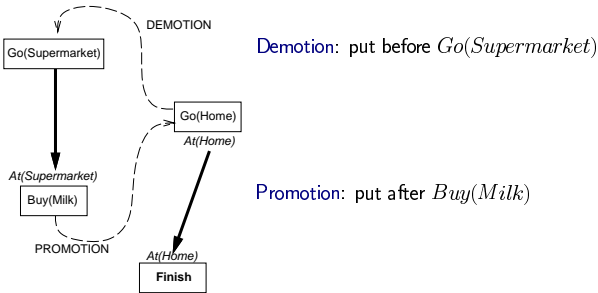 DEMOTION
Go(Supermarket)
Demotion: put before Go(Supermarket)
Go(Home)
At(Home)
At(Supermarket)
Buy(Milk)
Promotion: put after Buy(Milk)
PROMOTION
At(Home)
Finish